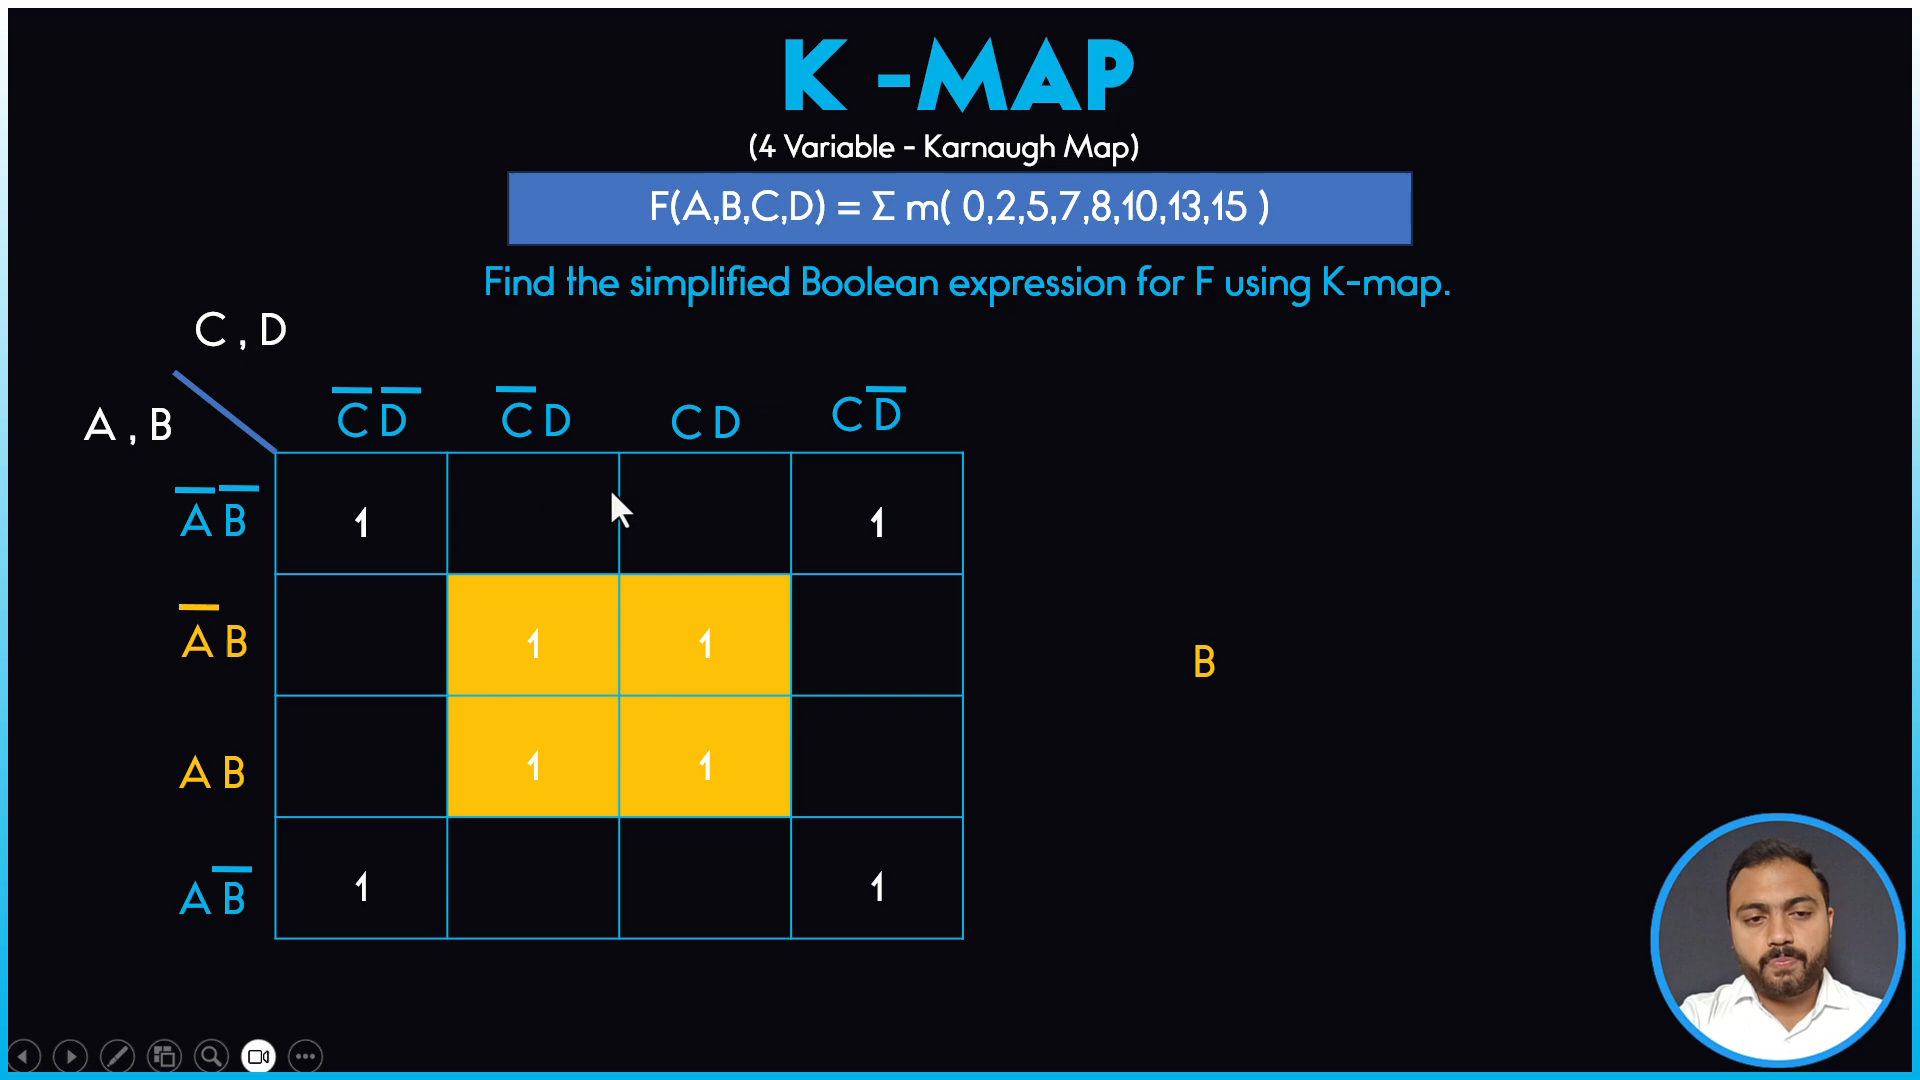 K -MAP
(4 Variable - Karnaugh Map)
F(A,B,C,D) = Σ m( 0,2,5,7,8,10,13,15 )
Find the simplified Boolean expression for F using K-map.
C , D
A , B
C̅ D̅ C̅ D C D C D̅
A̅ B̅ 1 1
A̅ B 1 1
B
A B 1 1
A B̅ 1 1